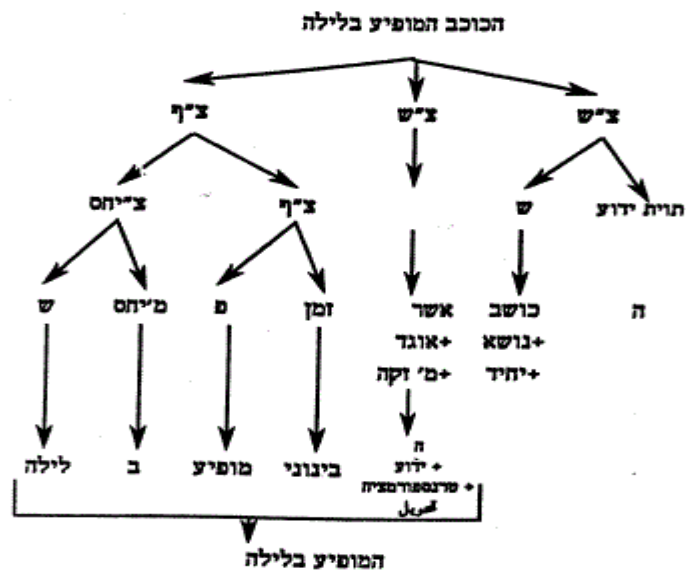 הכוכב המופיע בלילה
צ״ש צ״ש צ״ף
תוית ידוע ש צ״ף צ״יחס
ה כושב אשר זמן פ מ׳יחס ש
+נושא +אוגד
+יחיד +מ׳ זקה
ה
+ ידוע
+ טרנספורמצית
בינוני מופיע ב לילה
המופיע בלילה